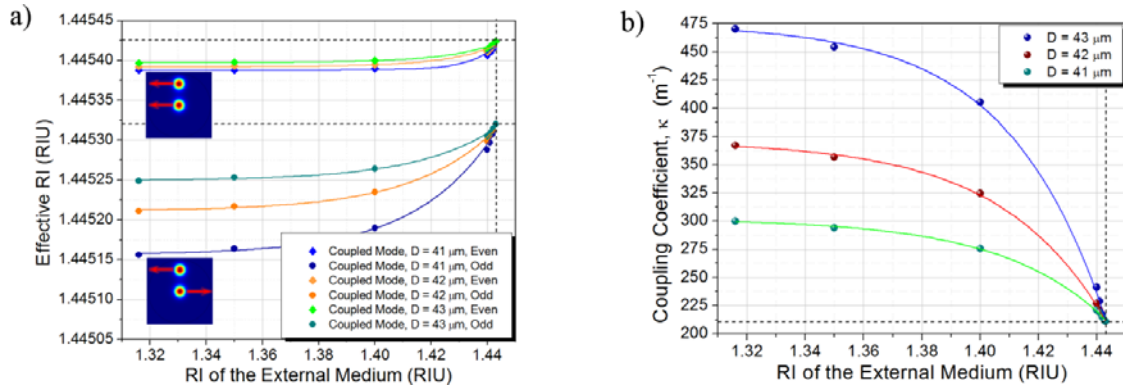 a)
1.44545
1.44540
1.44535
1.44530
1.44525
1.44520
1.44515
1.44510
1.44505
Effective RI (RIU)
Coupled Mode, D = 41 μm, Even
Coupled Mode, D = 41 μm, Odd
Coupled Mode, D = 42 μm, Even
Coupled Mode, D = 42 μm, Odd
Coupled Mode, D = 43 μm, Even
Coupled Mode, D = 43 μm, Odd
1.32 1.34 1.36 1.38 1.40 1.42 1.44
RI of the External Medium (RIU)
b)
475
450
425
400
375
350
325
300
275
250
225
200
Coupling Coefficient, κ (m⁻¹)
D = 43 μm
D = 42 μm
D = 41 μm
1.32 1.34 1.36 1.38 1.40 1.42 1.44
RI of the External Medium (RIU)